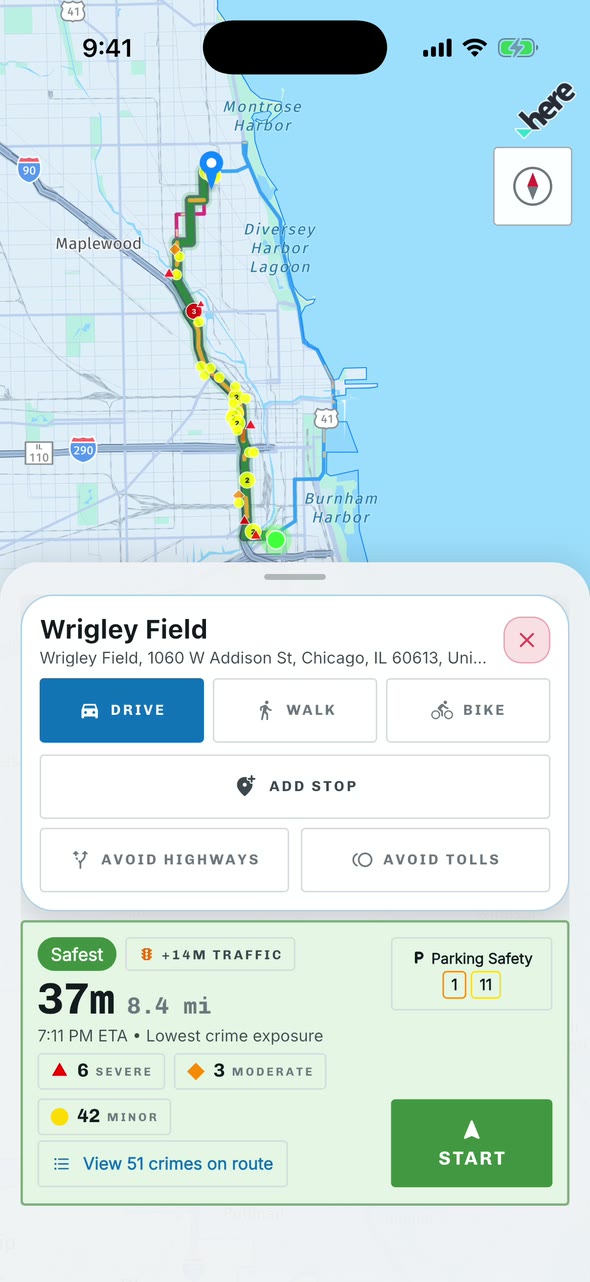 41
9:41
here
Montrose
Harbor
90
Maplewood
Diversey
Harbor
Lagoon
3
2
2
41
IL
110
290
2
Burnham
Harbor
2
Wrigley Field
Wrigley Field, 1060 W Addison St, Chicago, IL 60613, Uni...
DRIVE
WALK
BIKE
ADD STOP
AVOID HIGHWAYS
AVOID TOLLS
Safest
+14M TRAFFIC
P Parking Safety
1 11
37m 8.4 mi
7:11 PM ETA • Lowest crime exposure
6 SEVERE
3 MODERATE
42 MINOR
View 51 crimes on route
START